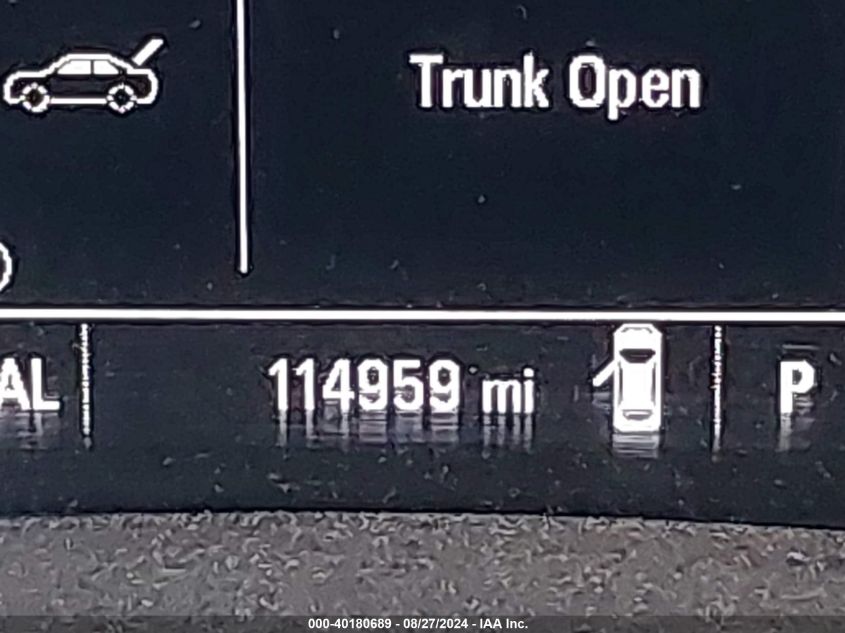 Trunk Open
AL
114959 mi
P
000-40180689 - 08/27/2024 - IAA Inc.